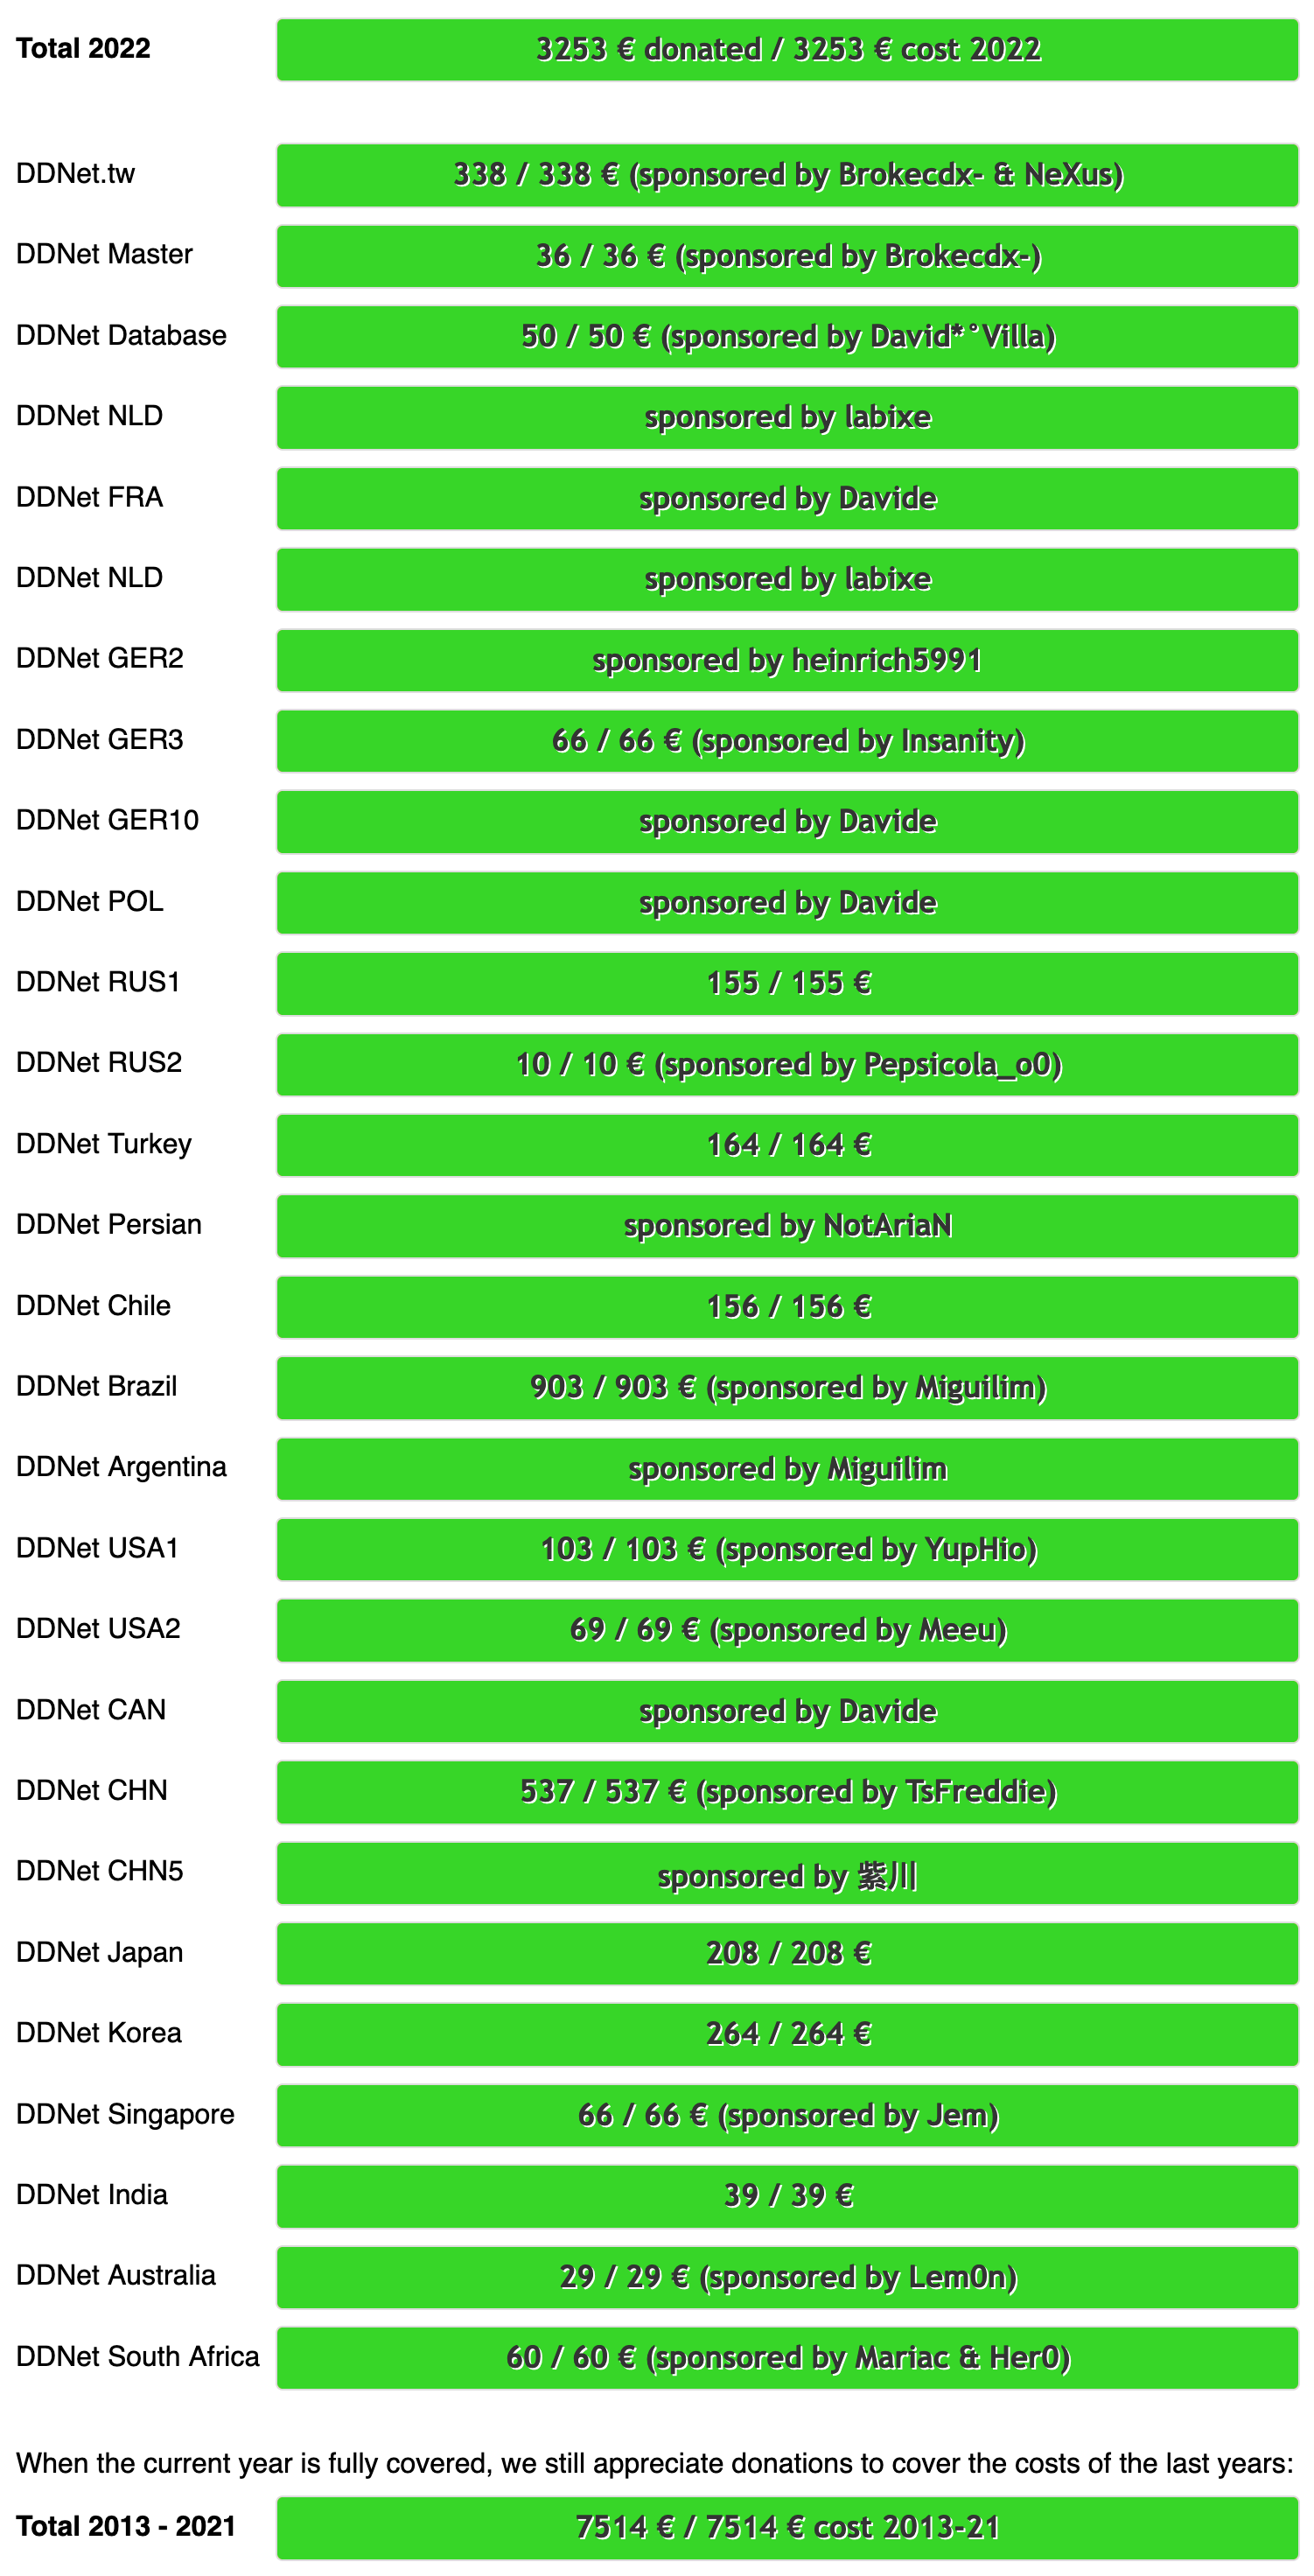 Total 2022 3253 € donated / 3253 € cost 2022
DDNet.tw 338 / 338 € (sponsored by Brokecdx- & NeXus)
DDNet Master 36 / 36 € (sponsored by Brokecdx-)
DDNet Database 50 / 50 € (sponsored by David*°Villa)
DDNet NLD sponsored by labixe
DDNet FRA sponsored by Davide
DDNet NLD sponsored by labixe
DDNet GER2 sponsored by heinrich5991
DDNet GER3 66 / 66 € (sponsored by Insanity)
DDNet GER10 sponsored by Davide
DDNet POL sponsored by Davide
DDNet RUS1 155 / 155 €
DDNet RUS2 10 / 10 € (sponsored by Pepsicola_o0)
DDNet Turkey 164 / 164 €
DDNet Persian sponsored by NotAriaN
DDNet Chile 156 / 156 €
DDNet Brazil 903 / 903 € (sponsored by Miguilim)
DDNet Argentina sponsored by Miguilim
DDNet USA1 103 / 103 € (sponsored by YupHio)
DDNet USA2 69 / 69 € (sponsored by Meeu)
DDNet CAN sponsored by Davide
DDNet CHN 537 / 537 € (sponsored by TsFreddie)
DDNet CHN5 sponsored by 紫川
DDNet Japan 208 / 208 €
DDNet Korea 264 / 264 €
DDNet Singapore 66 / 66 € (sponsored by Jem)
DDNet India 39 / 39 €
DDNet Australia 29 / 29 € (sponsored by Lem0n)
DDNet South Africa 60 / 60 € (sponsored by Mariac & Her0)
When the current year is fully covered, we still appreciate donations to cover the costs of the last years:
Total 2013 - 2021 7514 € / 7514 € cost 2013-21